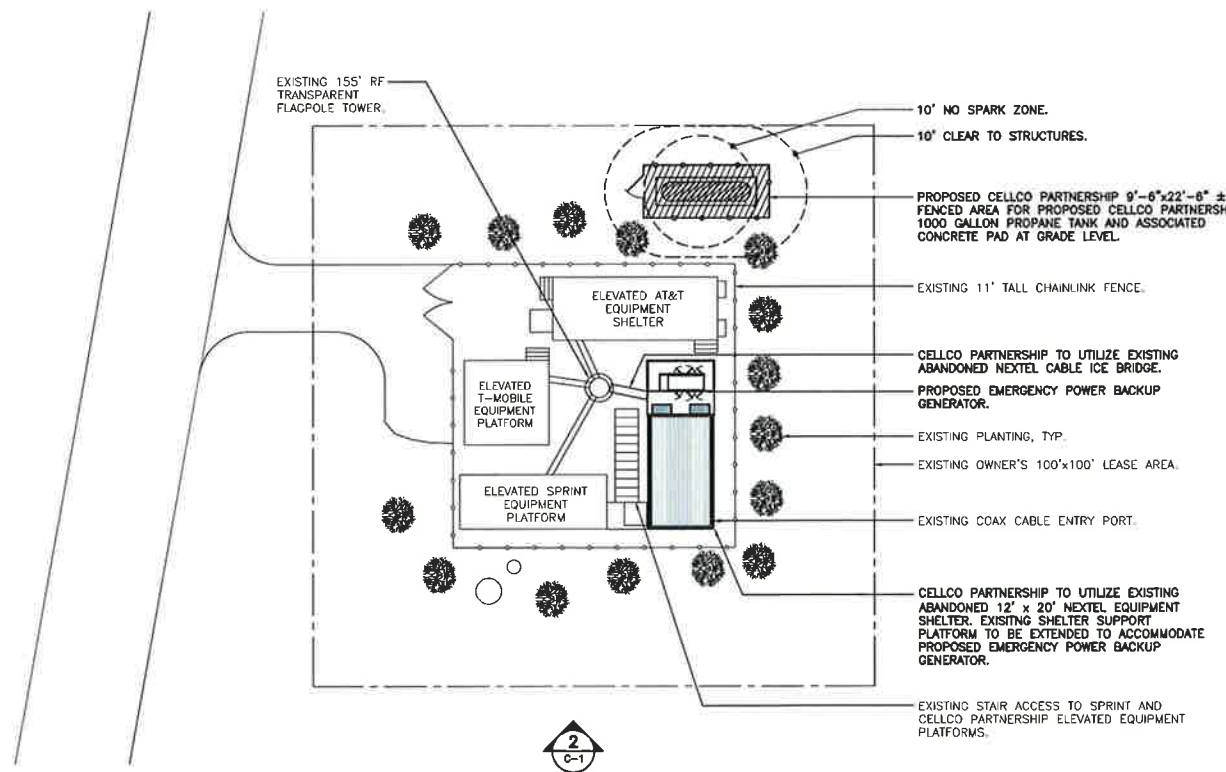 EXISTING 155' RF
TRANSPARENT
FLAGPOLE TOWER.
10' NO SPARK ZONE.
10' CLEAR TO STRUCTURES.
PROPOSED CELLCO PARTNERSHIP 9'-6"x22'-6" ±
FENCED AREA FOR PROPOSED CELLCO PARTNERSH
1000 GALLON PROPANE TANK AND ASSOCIATED
CONCRETE PAD AT GRADE LEVEL.
ELEVATED AT&T
EQUIPMENT
SHELTER
EXISTING 11' TALL CHAINLINK FENCE.
CELLCO PARTNERSHIP TO UTILIZE EXISTING
ABANDONED NEXTEL CABLE ICE BRIDGE.
ELEVATED
T-MOBILE
EQUIPMENT
PLATFORM
PROPOSED EMERGENCY POWER BACKUP
GENERATOR.
EXISTING PLANTING, TYP.
EXISTING OWNER'S 100'x100' LEASE AREA.
ELEVATED SPRINT
EQUIPMENT
PLATFORM
EXISTING COAX CABLE ENTRY PORT.
CELLCO PARTNERSHIP TO UTILIZE EXISTING
ABANDONED 12' x 20' NEXTEL EQUIPMENT
SHELTER. EXISITNG SHELTER SUPPORT
PLATFORM TO BE EXTENDED TO ACCOMMODATE
PROPOSED EMERGENCY POWER BACKUP
GENERATOR.
EXISTING STAIR ACCESS TO SPRINT AND
CELLCO PARTNERSHIP ELEVATED EQUIPMENT
PLATFORMS.
2
C-1